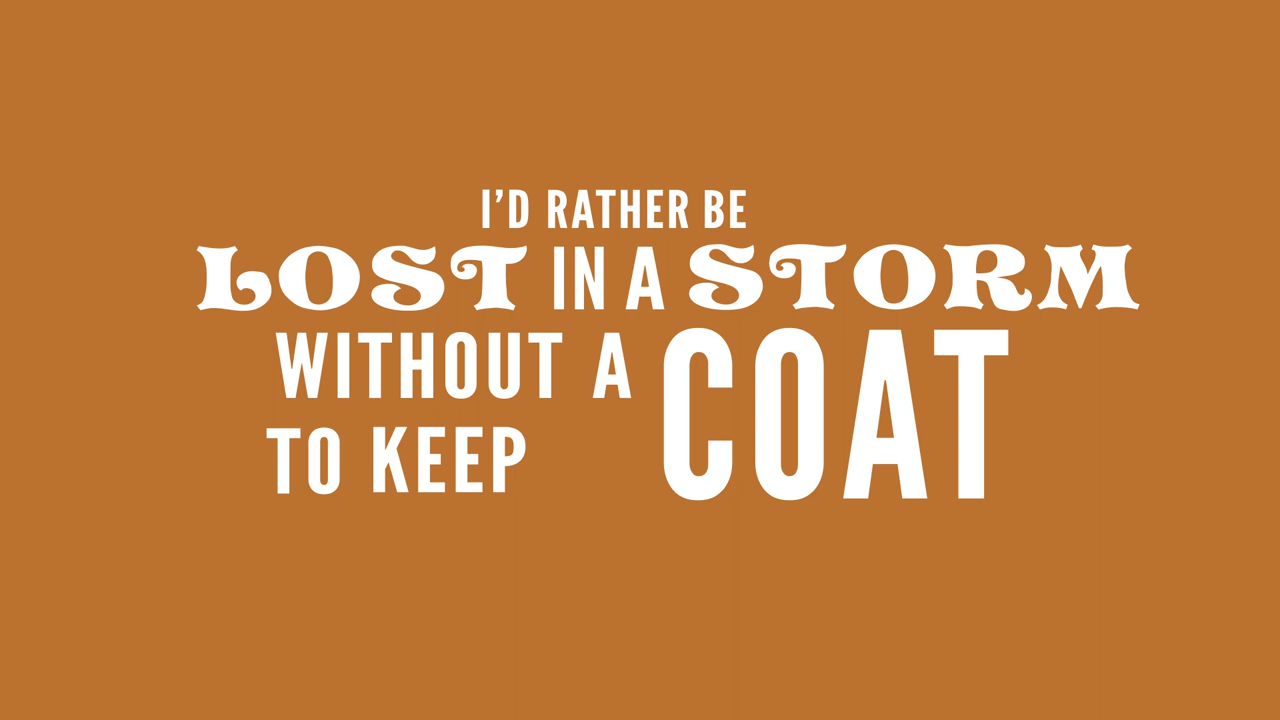 I'D RATHER BE
LOST IN A STORM
WITHOUT A COAT
TO KEEP